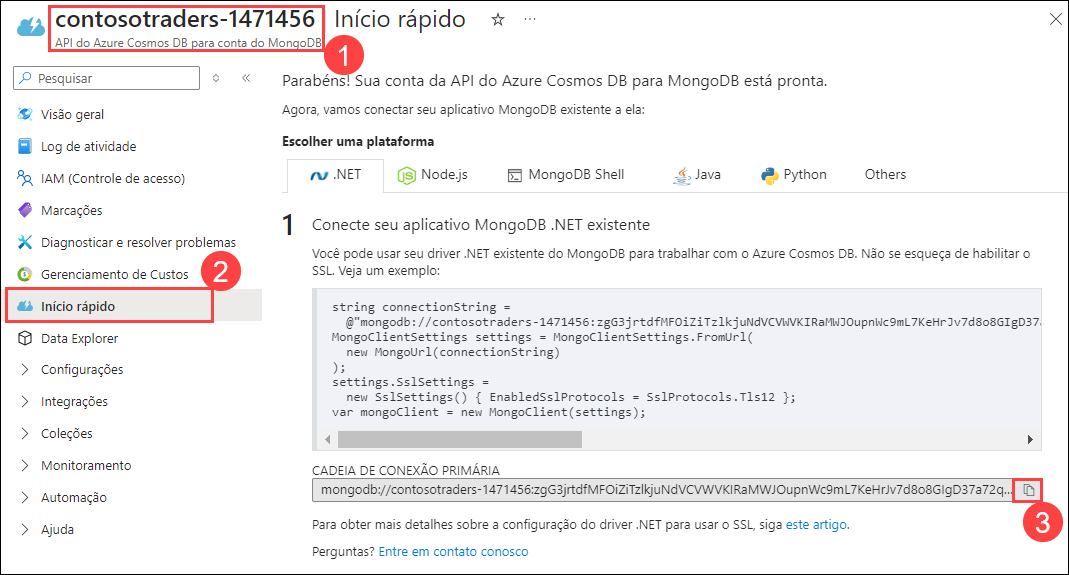 contosotraders-1471456 Início rápido
API do Azure Cosmos DB para conta do MongoDB
1
Pesquisar
Visão geral
Log de atividade
IAM (Controle de acesso)
Marcações
Diagnosticar e resolver problemas
Gerenciamento de Custos
2
Início rápido
Data Explorer
Configurações
Integrações
Coleções
Monitoramento
Automação
Ajuda
Parabéns! Sua conta da API do Azure Cosmos DB para MongoDB está pronta.
Agora, vamos conectar seu aplicativo MongoDB existente a ela:
Escolher uma plataforma
.NET Node.js MongoDB Shell Java Python Others
1 Conecte seu aplicativo MongoDB .NET existente
Você pode usar seu driver .NET existente do MongoDB para trabalhar com o Azure Cosmos DB. Não se esqueça de habilitar o
SSL. Veja um exemplo:
string connectionString =
@"mongodb://contosotraders-1471456:zgG3jrtdfMFOiZiTzlkjuNdVCVWVKIRaMWJOupnWc9mL7KeHrJv7d8o8GIgD37a
MongoClientSettings settings = MongoClientSettings.FromUrl(
new MongoUrl(connectionString)
);
settings.SslSettings =
new SslSettings() { EnabledSslProtocols = SslProtocols.Tls12 };
var mongoClient = new MongoClient(settings);
CADEIA DE CONEXÃO PRIMÁRIA
mongodb://contosotraders-1471456:zgG3jrtdfMFOiZiTzlkjuNdVCVWVKIRaMWJOupnWc9mL7KeHrJv7d8o8GIgD37a72q...
3
Para obter mais detalhes sobre a configuração do driver .NET para usar o SSL, siga este artigo.
Perguntas? Entre em contato conosco